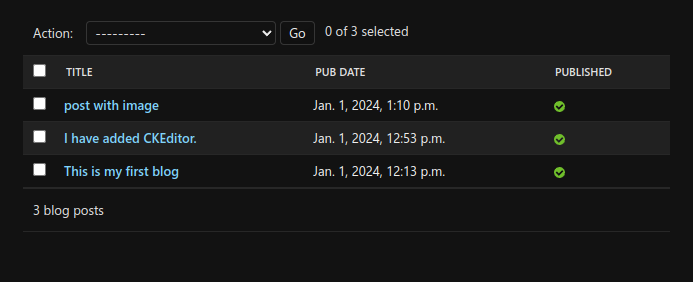 Action: --------- Go 0 of 3 selected
TITLE PUB DATE PUBLISHED
post with image Jan. 1, 2024, 1:10 p.m.
I have added CKEditor. Jan. 1, 2024, 12:53 p.m.
This is my first blog Jan. 1, 2024, 12:13 p.m.
3 blog posts